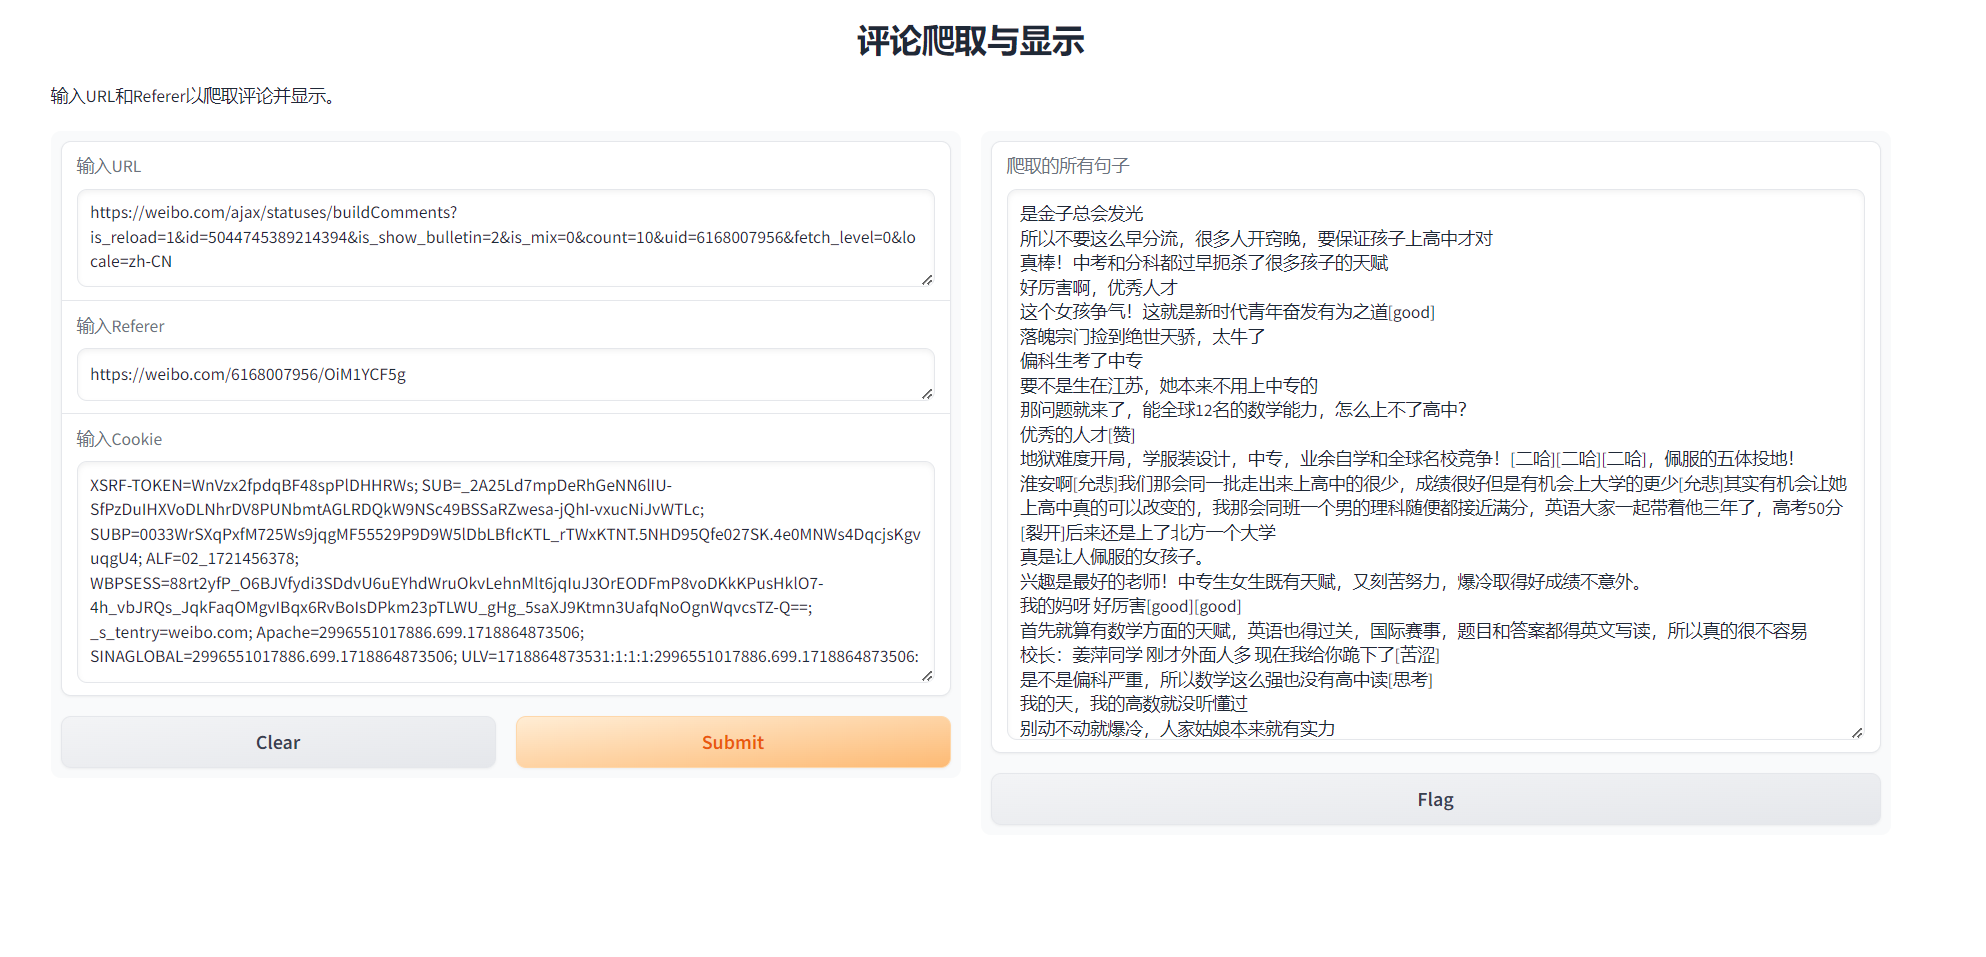 评论爬取与显示
输入URL和Referer以爬取评论并显示。
输入URL
https://weibo.com/ajax/statuses/buildComments?
is_reload=1&id=5044745389214394&is_show_bulletin=2&is_mix=0&count=10&uid=6168007956&fetch_level=0&lo
cale=zh-CN
输入Referer
https://weibo.com/6168007956/OiM1YCF5g
输入Cookie
XSRF-TOKEN=WnVzx2fpdqBF48spPlDHHRWs; SUB=_2A25Ld7mpDeRhGeNN6lIU-
SfPzDuIHXVoDLNhrDV8PUNbmtAGLRDQkW9NSc49BSSaRZwesa-jQhI-vxucNiJvWTLc;
SUBP=0033WrSXqPxfM725Ws9jqgMF55529P9D9W5lDbLBfIcKTL_rTWxKTNT.5NHD95Qfe027SK.4e0MNWs4DqcjsKgv
uqgU4; ALF=02_1721456378;
WBPSESS=88rt2yfP_O6BJVfydi3SDdvU6uEYhdWruOkvLehnMlt6jqIuJ3OrEODFmP8voDKkKPusHklO7-
4h_vbJRQs_JqkFaqOMgvIBqx6RvBoIsDPkm23pTLWU_gHg_5saXJ9Ktmn3UafqNoOgnWqvcsTZ-Q==;
_s_tentry=weibo.com; Apache=2996551017886.699.1718864873506;
SINAGLOBAL=2996551017886.699.1718864873506; ULV=1718864873531:1:1:1:2996551017886.699.1718864873506:
Clear
Submit
爬取的所有句子
是金子总会发光
所以不要这么早分流，很多人开窍晚，要保证孩子上高中才对
真棒！中考和分科都过早扼杀了很多孩子的天赋
好厉害啊，优秀人才
这个女孩争气！这就是新时代青年奋发有为之道[good]
落魄宗门捡到绝世天骄，太牛了
偏科生考了中专
要不是生在江苏，她本来不用上中专的
那问题就来了，能全球12名的数学能力，怎么上不了高中？
优秀的人才[赞]
地狱难度开局，学服装设计，中专，业余自学和全球名校竞争！[二哈][二哈][二哈]，佩服的五体投地！
淮安啊[允悲]我们那会同一批走出来上高中的很少，成绩很好但是有机会上大学的更少[允悲]其实有机会让她
上高中真的可以改变的，我那会同班一个男的理科随便都接近满分，英语大家一起带着他三年了，高考50分
[裂开]后来还是上了北方一个大学
真是让人佩服的女孩子。
兴趣是最好的老师！中专生女生既有天赋，又刻苦努力，爆冷取得好成绩不意外。
我的妈呀 好厉害[good][good]
首先就算有数学方面的天赋，英语也得过关，国际赛事，题目和答案都得英文写读，所以真的很不容易
校长：姜萍同学 刚才外面人多 现在我给你跪下了[苦涩]
是不是偏科严重，所以数学这么强也没有高中读[思考]
我的天，我的高数就没听懂过
别动不动就爆冷，人家姑娘本来就有实力
Flag